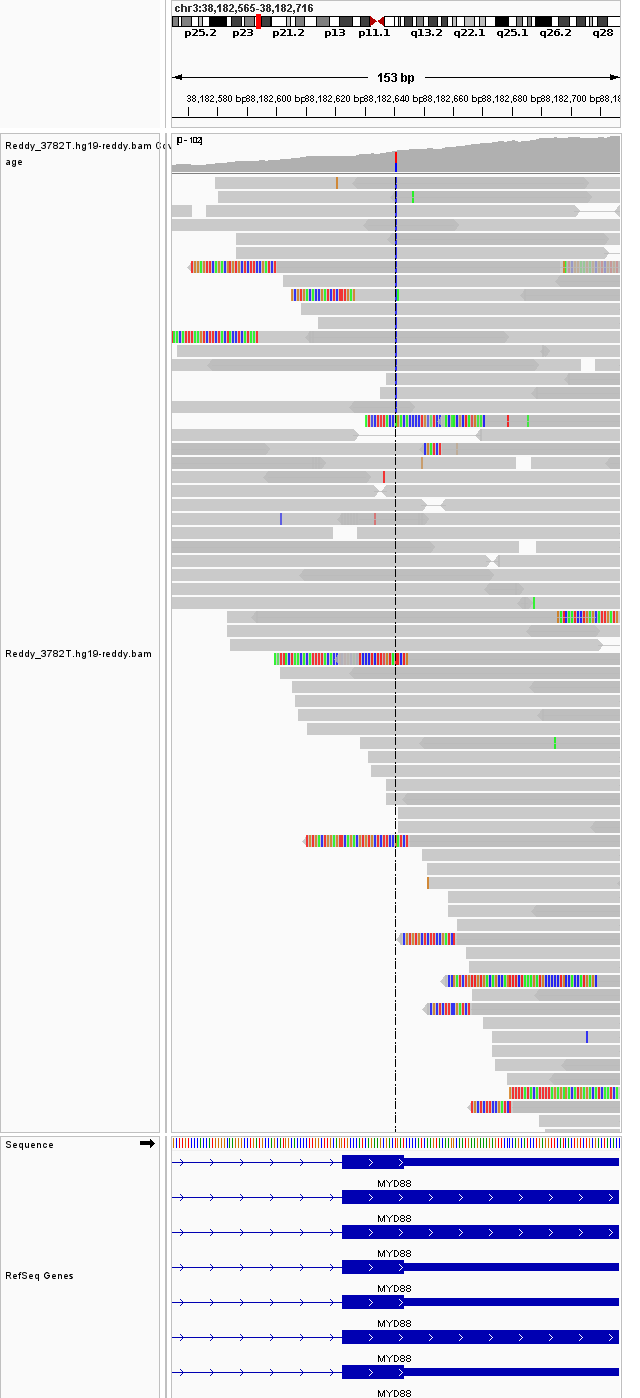 chr3:38,182,565-38,182,716
p25.2 p23 p21.2 p13 p11.1 q13.2 q22.1 q25.1 q26.2 q28
153 bp
38,182,580 bp 38,182,600 bp 38,182,620 bp 38,182,640 bp 38,182,660 bp 38,182,680 bp 38,182,700 bp
Reddy_3782T.hg19-reddy.bam Cov
age
[0 - 102]
Reddy_3782T.hg19-reddy.bam
Sequence
MYD88
MYD88
MYD88
RefSeq Genes
MYD88
MYD88
MYD88
MYD88